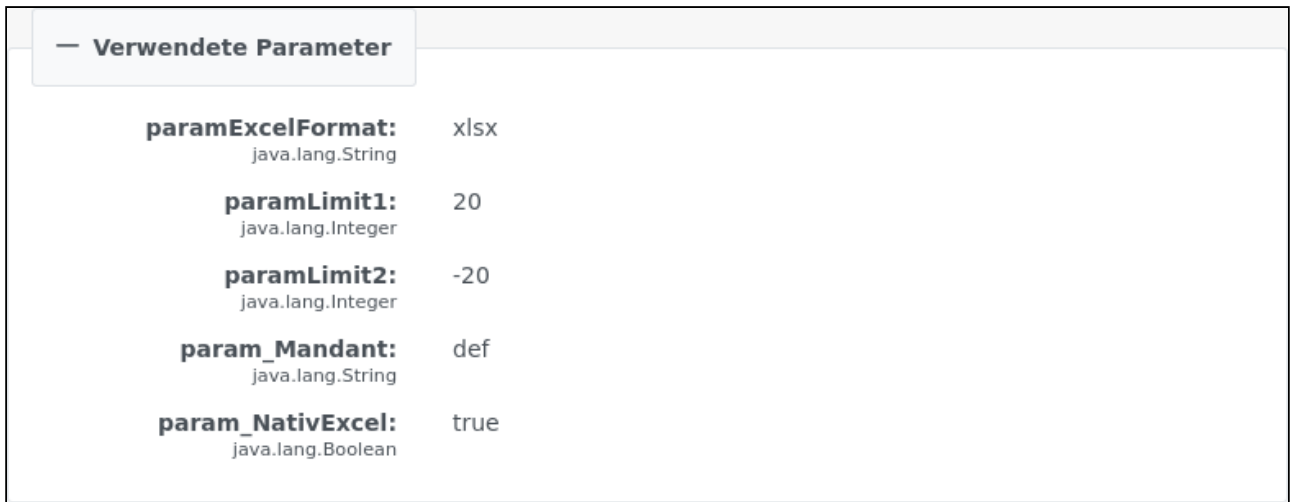 — Verwendete Parameter
paramExcelFormat: xlsx
java.lang.String
paramLimit1: 20
java.lang.Integer
paramLimit2: -20
java.lang.Integer
param_Mandant: def
java.lang.String
param_NativExcel: true
java.lang.Boolean